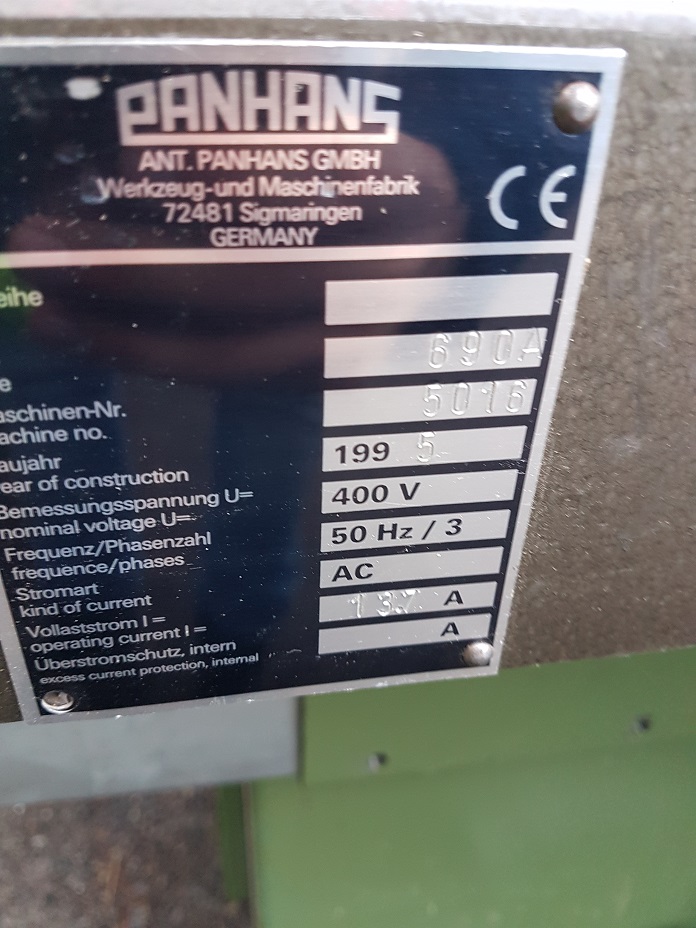 PANHANS
ANT. PANHANS GMBH
Werkzeug-und Maschinenfabrik
72481 Sigmaringen
GERMANY
CE
eihe
690A
e
aschinen-Nr.
achine no.
5016
aujahr
ear of construction
199 5
Bemessungsspannung U=
nominal voltage U=
400 V
Frequenz/Phasenzahl
frequence/phases
50 Hz / 3
Stromart
kind of current
AC
Vollaststrom I =
operating current I =
13.7 A
Überstromschutz, intern
excess current protection, internal
A